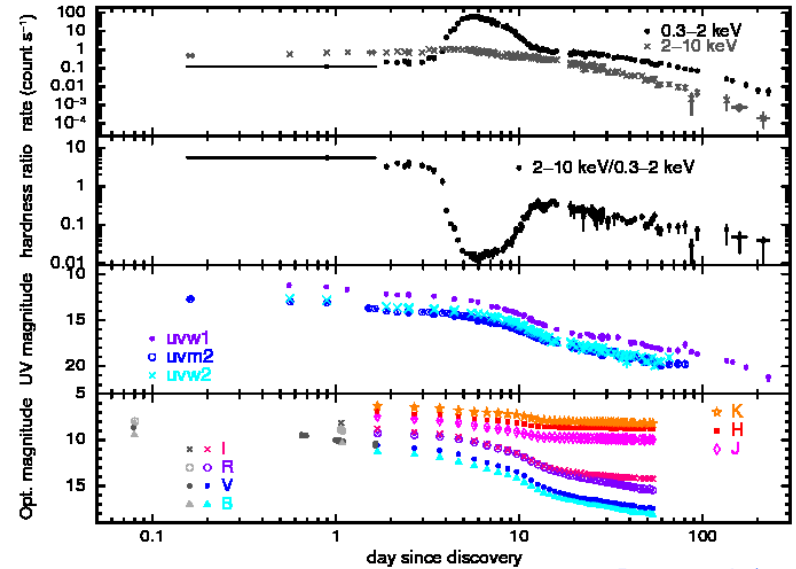 rate (count s⁻¹)
100
10
1
0.1
0.01
10⁻³
10⁻⁴
0.3−2 keV
2−10 keV
hardness ratio
10
1
0.1
0.01
2−10 keV/0.3−2 keV
UV magnitude
10
15
20
uvw1
uvm2
uvw2
Opt. magnitude
5
10
15
I
R
V
B
K
H
J
0.1 1 10 100
day since discovery